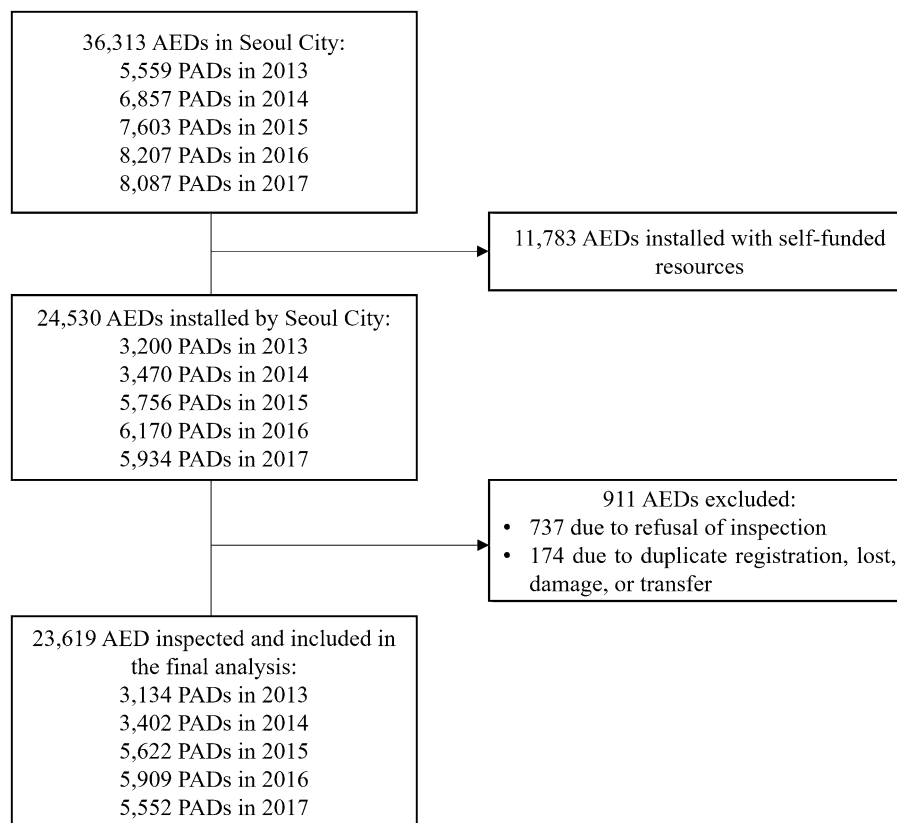 36,313 AEDs in Seoul City:
5,559 PADs in 2013
6,857 PADs in 2014
7,603 PADs in 2015
8,207 PADs in 2016
8,087 PADs in 2017
11,783 AEDs installed with self-funded
resources
24,530 AEDs installed by Seoul City:
3,200 PADs in 2013
3,470 PADs in 2014
5,756 PADs in 2015
6,170 PADs in 2016
5,934 PADs in 2017
911 AEDs excluded:
• 737 due to refusal of inspection
• 174 due to duplicate registration, lost,
damage, or transfer
23,619 AED inspected and included in
the final analysis:
3,134 PADs in 2013
3,402 PADs in 2014
5,622 PADs in 2015
5,909 PADs in 2016
5,552 PADs in 2017